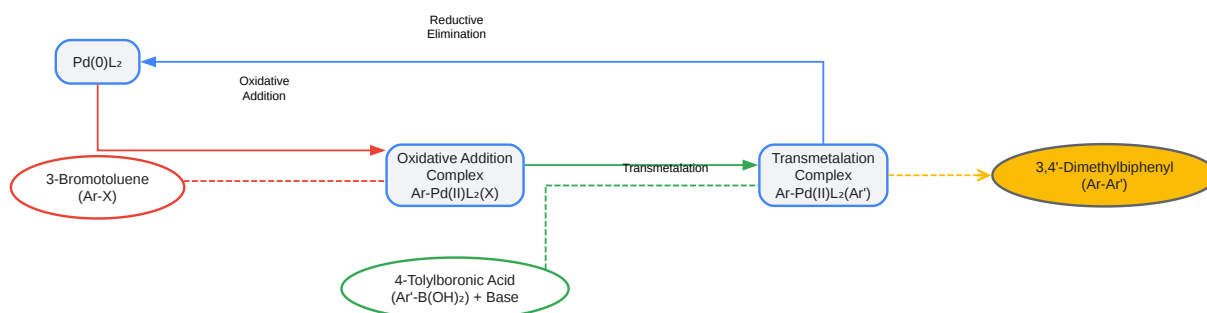 Reductive
Elimination
Pd(0)L₂
Oxidative
Addition
Oxidative Addition
Complex
Ar-Pd(II)L₂(X)
Transmetalation
Transmetalation
Complex
Ar-Pd(II)L₂(Ar')
3-Bromotoluene
(Ar-X)
3,4'-Dimethylbiphenyl
(Ar-Ar')
4-Tolylboronic Acid
(Ar'-B(OH)₂) + Base